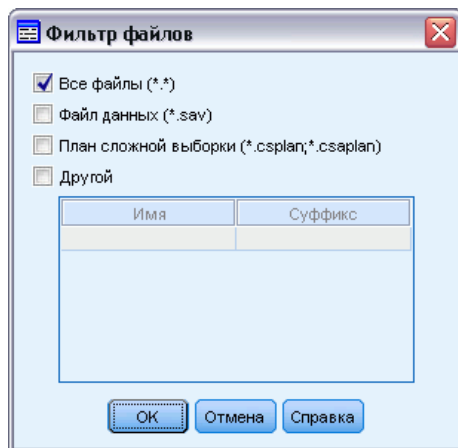 Фильтр файлов
Все файлы (*.*)
Файл данных (*.sav)
План сложной выборки (*.csplan;*.csaplan)
Другой
Имя Суффикс
OK Отмена Справка